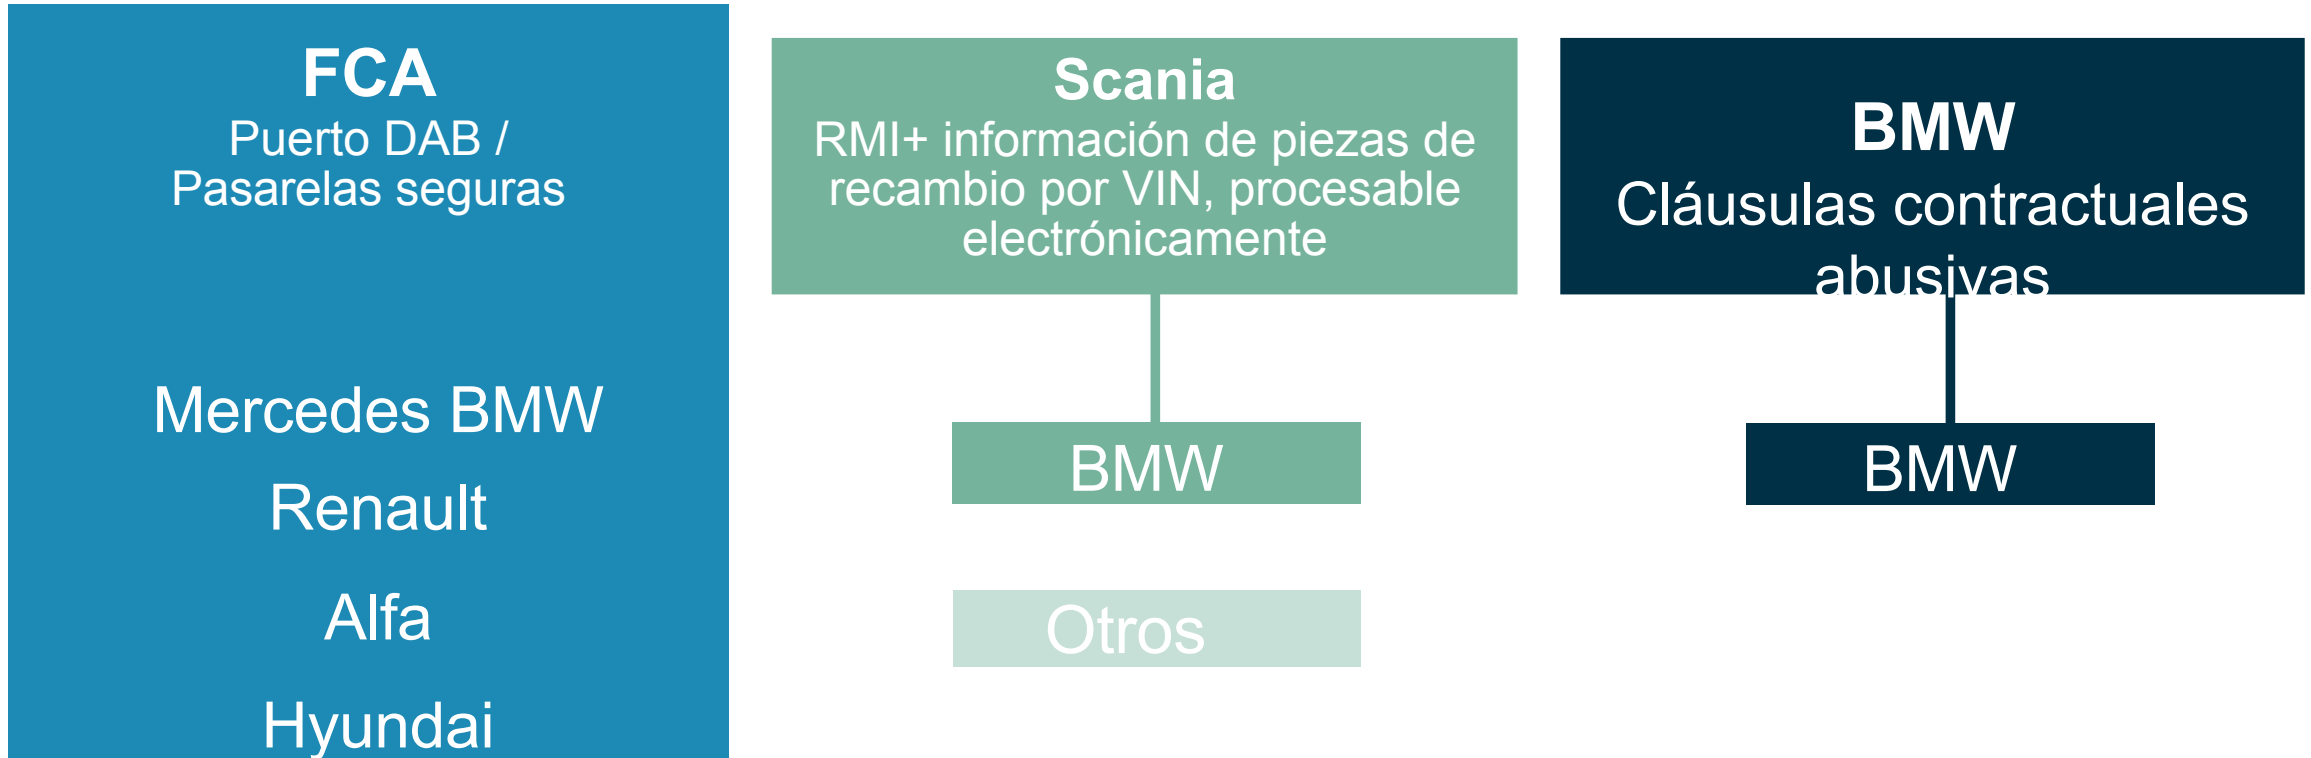 FCA
Puerto DAB /
Pasarelas seguras
Mercedes BMW
Renault
Alfa
Hyundai
Scania
RMI+ información de piezas de
recambio por VIN, procesable
electrónicamente
BMW
Otros
BMW
Cláusulas contractuales
abusivas
BMW